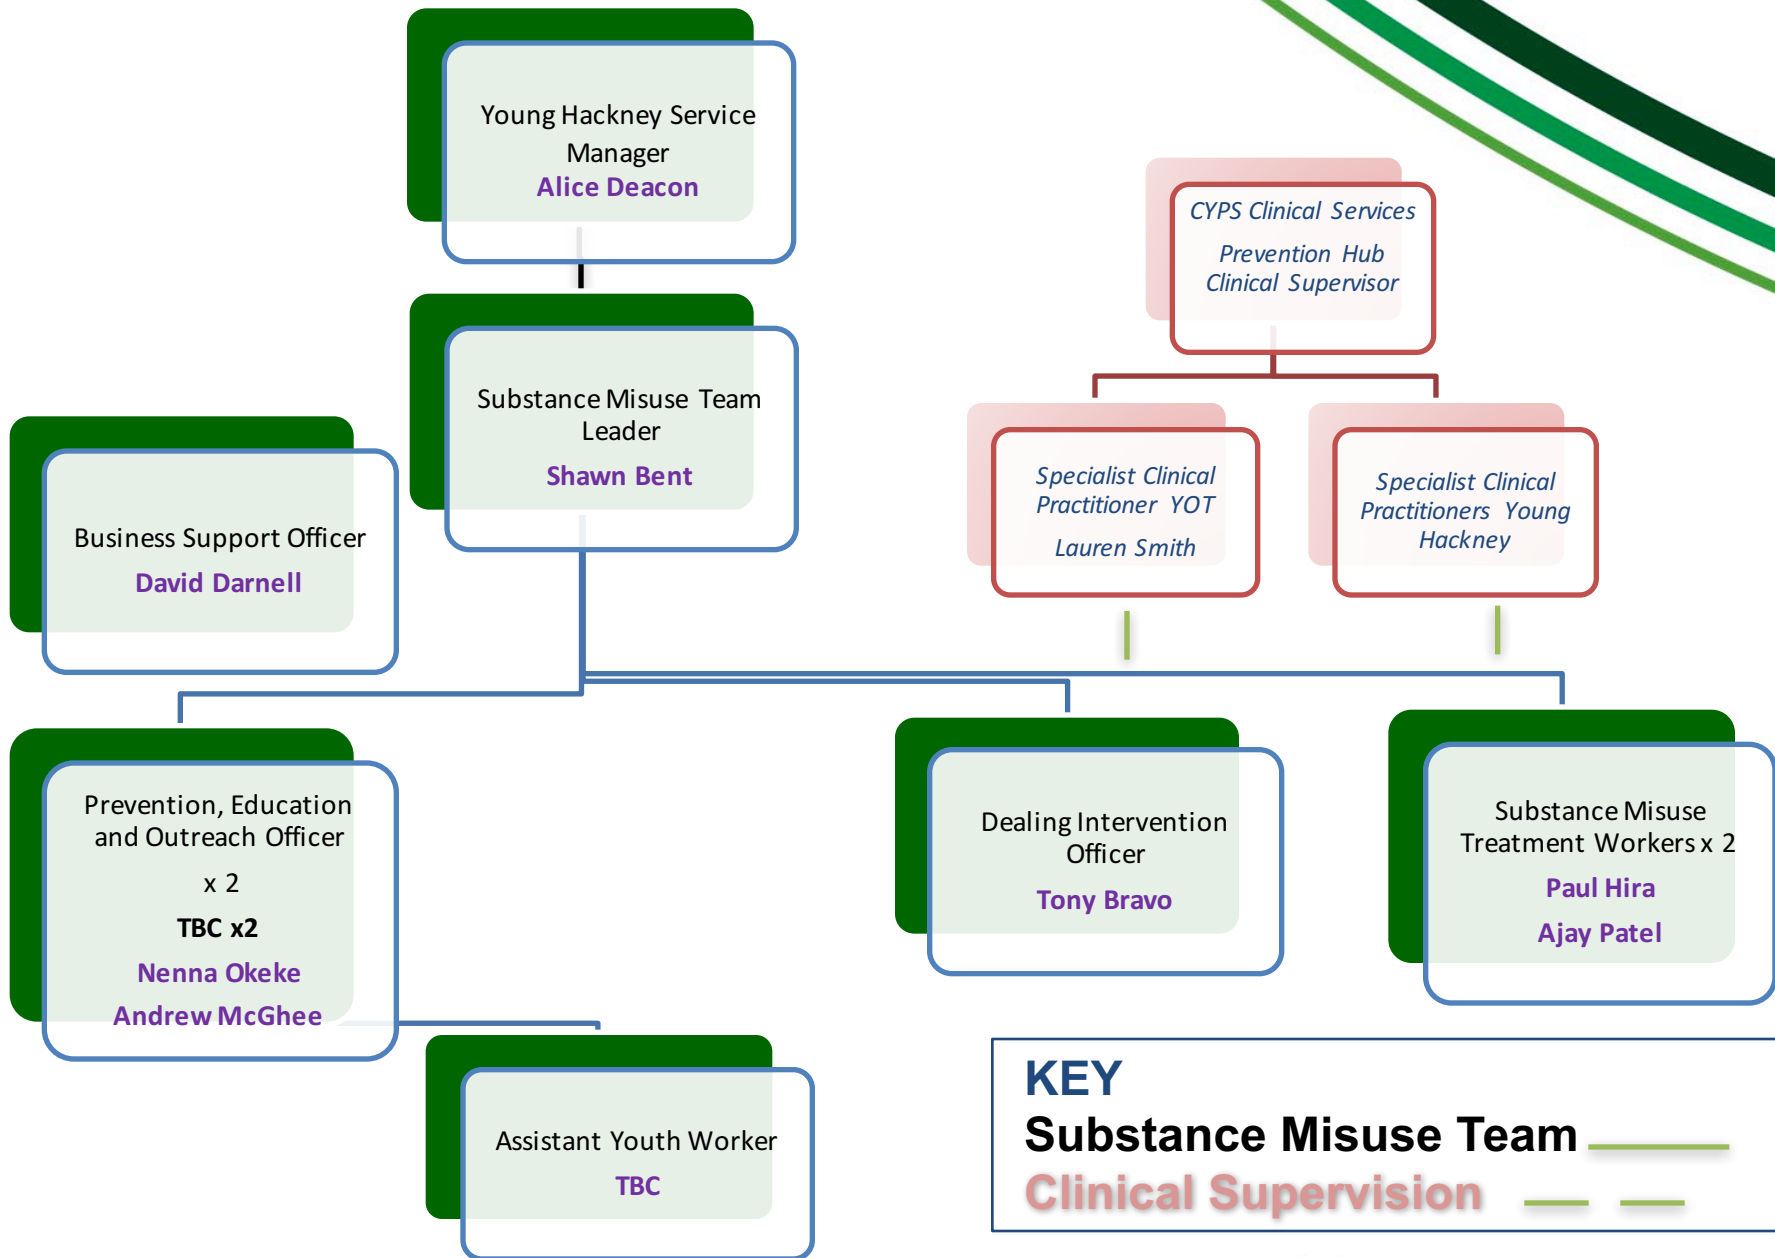 Young Hackney Service
Manager
Alice Deacon
CYPS Clinical Services
Prevention Hub
Clinical Supervisor
Substance Misuse Team
Leader
Shawn Bent
Business Support Officer
David Darnell
Specialist Clinical
Practitioner YOT
Lauren Smith
Specialist Clinical
Practitioners Young
Hackney
Prevention, Education
and Outreach Officer
x 2
TBC x2
Nenna Okeke
Andrew McGhee
Dealing Intervention
Officer
Tony Bravo
Substance Misuse
Treatment Workers x 2
Paul Hira
Ajay Patel
Assistant Youth Worker
TBC
KEY
Substance Misuse Team
Clinical Supervision